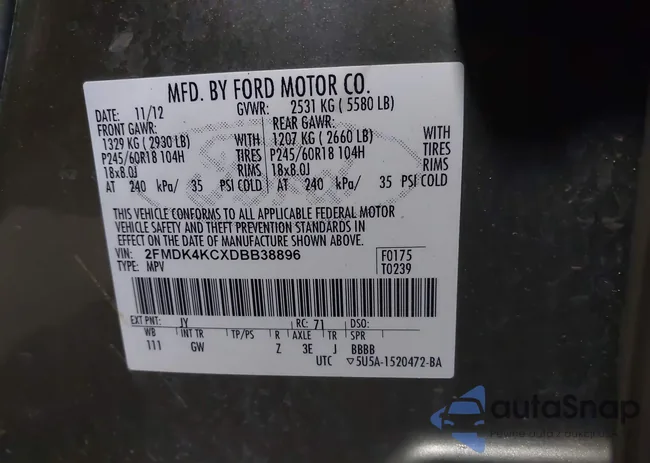 MFD. BY FORD MOTOR CO.
DATE: 11/12 GVWR: 2531 KG ( 5580 LB)
FRONT GAWR: REAR GAWR:
1329 KG ( 2930 LB) WITH 1207 KG ( 2660 LB) WITH
P245/60R18 104H TIRES P245/60R18 104H TIRES
18x8.0J RIMS 18x8.0J RIMS
AT 240 kPa/ 35 PSI COLD AT 240 kPa/ 35 PSI COLD
THIS VEHICLE CONFORMS TO ALL APPLICABLE FEDERAL MOTOR
VEHICLE SAFETY AND THEFT PREVENTION STANDARDS IN
EFFECT ON THE DATE OF MANUFACTURE SHOWN ABOVE.
VIN: 2FMDK4KCXDBB38896 F0175
TYPE: MPV T0239
EXT PNT: JY RC: 71 DSO:
WB INT TR TP/PS R AXLE TR SPR
111 GW Z 3E J BBBB
UTC ▽5U5A-1520472-BA
autoSnap
Pewne auta z aukcji